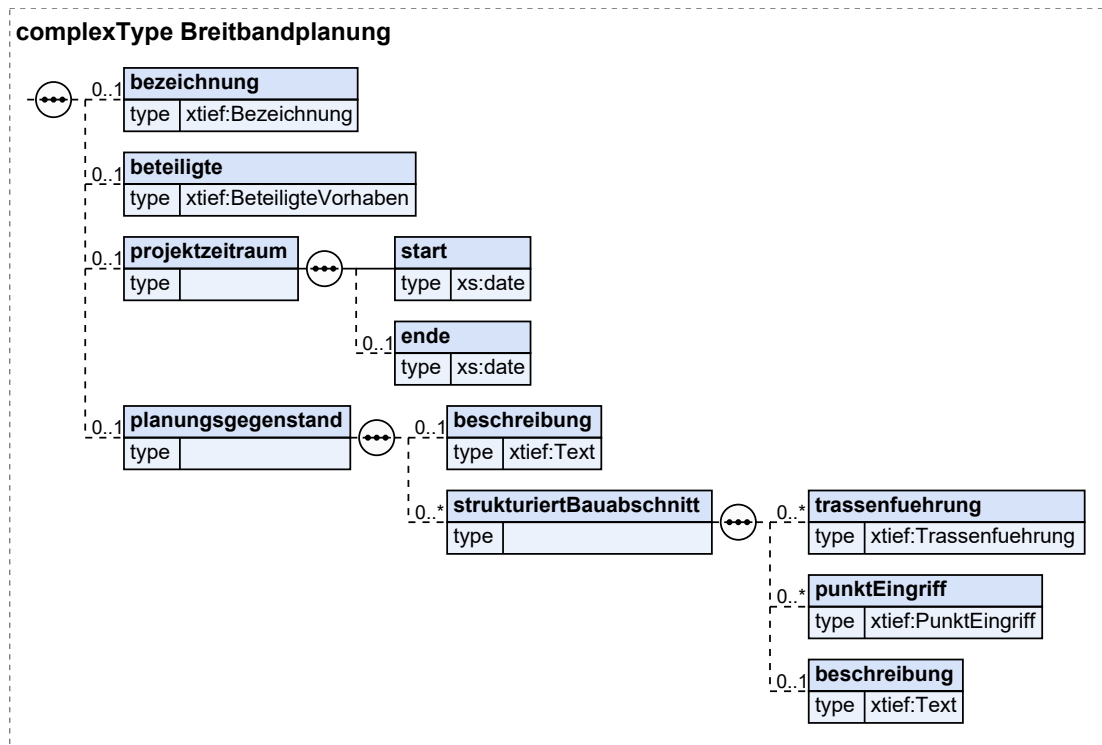 complexType Breitbandplanung
0..1 bezeichnung
type xtief:Bezeichnung
0..1 beteiligte
type xtief:BeteiligteVorhaben
0..1 projektzeitraum
type
start
type xs:date
0..1 ende
type xs:date
0..1 planungsgegenstand
type
0..1 beschreibung
type xtief:Text
0..* strukturiertBauabschnitt
type
0..* trassenfuehrung
type xtief:Trassenfuehrung
0..* punktEingriff
type xtief:PunktEingriff
0..1 beschreibung
type xtief:Text